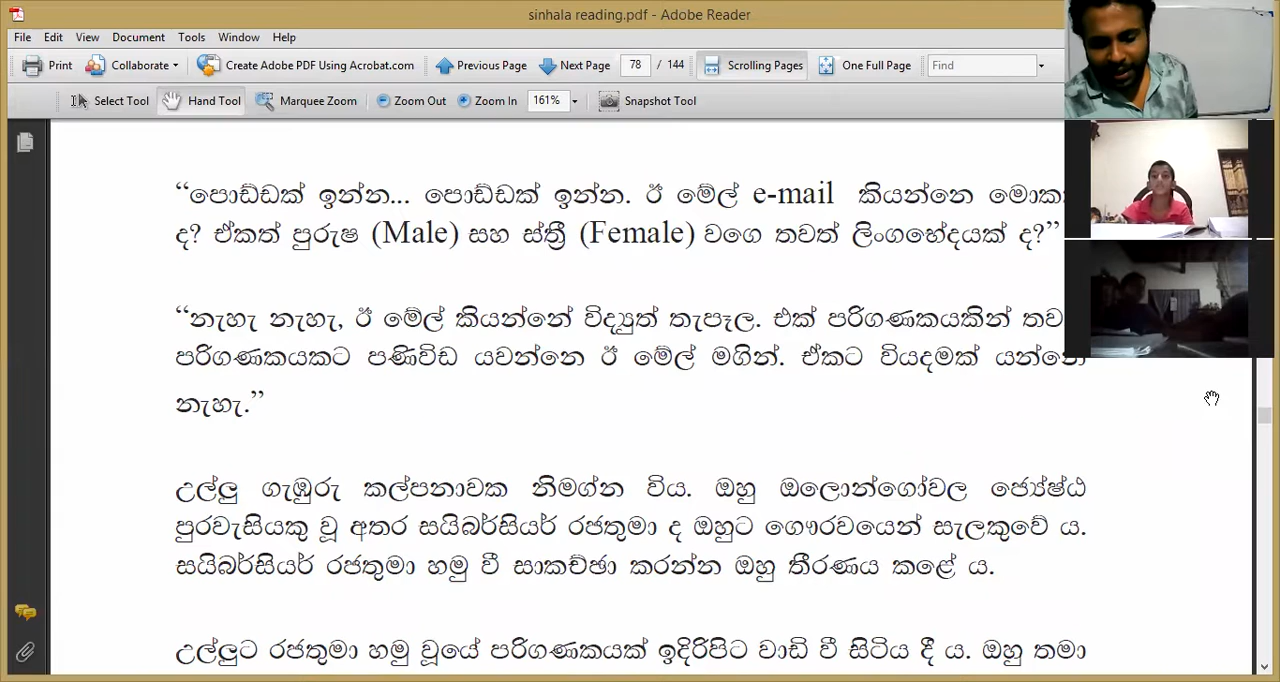 sinhala reading.pdf - Adobe Reader
File Edit View Document Tools Window Help
Print Collaborate Create Adobe PDF Using Acrobat.com Previous Page Next Page 78 / 144 Scrolling Pages One Full Page Find
Select Tool Hand Tool Marquee Zoom Zoom Out Zoom In 161% Snapshot Tool
“පොඩ්ඩක් ඉන්න... පොඩ්ඩක් ඉන්න. ඊ මේල් e-mail කියන්නෙ
ද? ඒකත් පුරුෂ (Male) සහ ස්ත්‍රී (Female) වගෙ තවත් ලිංගභේදයක් ද?”
“නැහැ නැහැ, ඊ මේල් කියන්නේ විද්‍යුත් තැපෑල. එක් පරිගණකයකින්
පරිගණකයකට පණිවිඩ යවන්නෙ ඊ මේල් මගින්. ඒකට වියදමක් යන්නෙ
නැහැ.”
උල්ලු ගැඹුරු කල්පනාවක නිමග්න විය. ඔහු ඔලොන්ගෝවල ජ්‍යේෂ්ඨ
පුරවැසියකු වූ අතර සයිබර්සියර් රජතුමා ද ඔහුට ගෞරවයෙන් සැලකුවේ ය.
සයිබර්සියර් රජතුමා හමු වී සාකච්ඡා කරන්න ඔහු තීරණය කළේ ය.
උල්ලුට රජතුමා හමු වූයේ පරිගණකයක් ඉදිරිපිට වාඩි වී සිටිය දී ය. ඔහු තමා